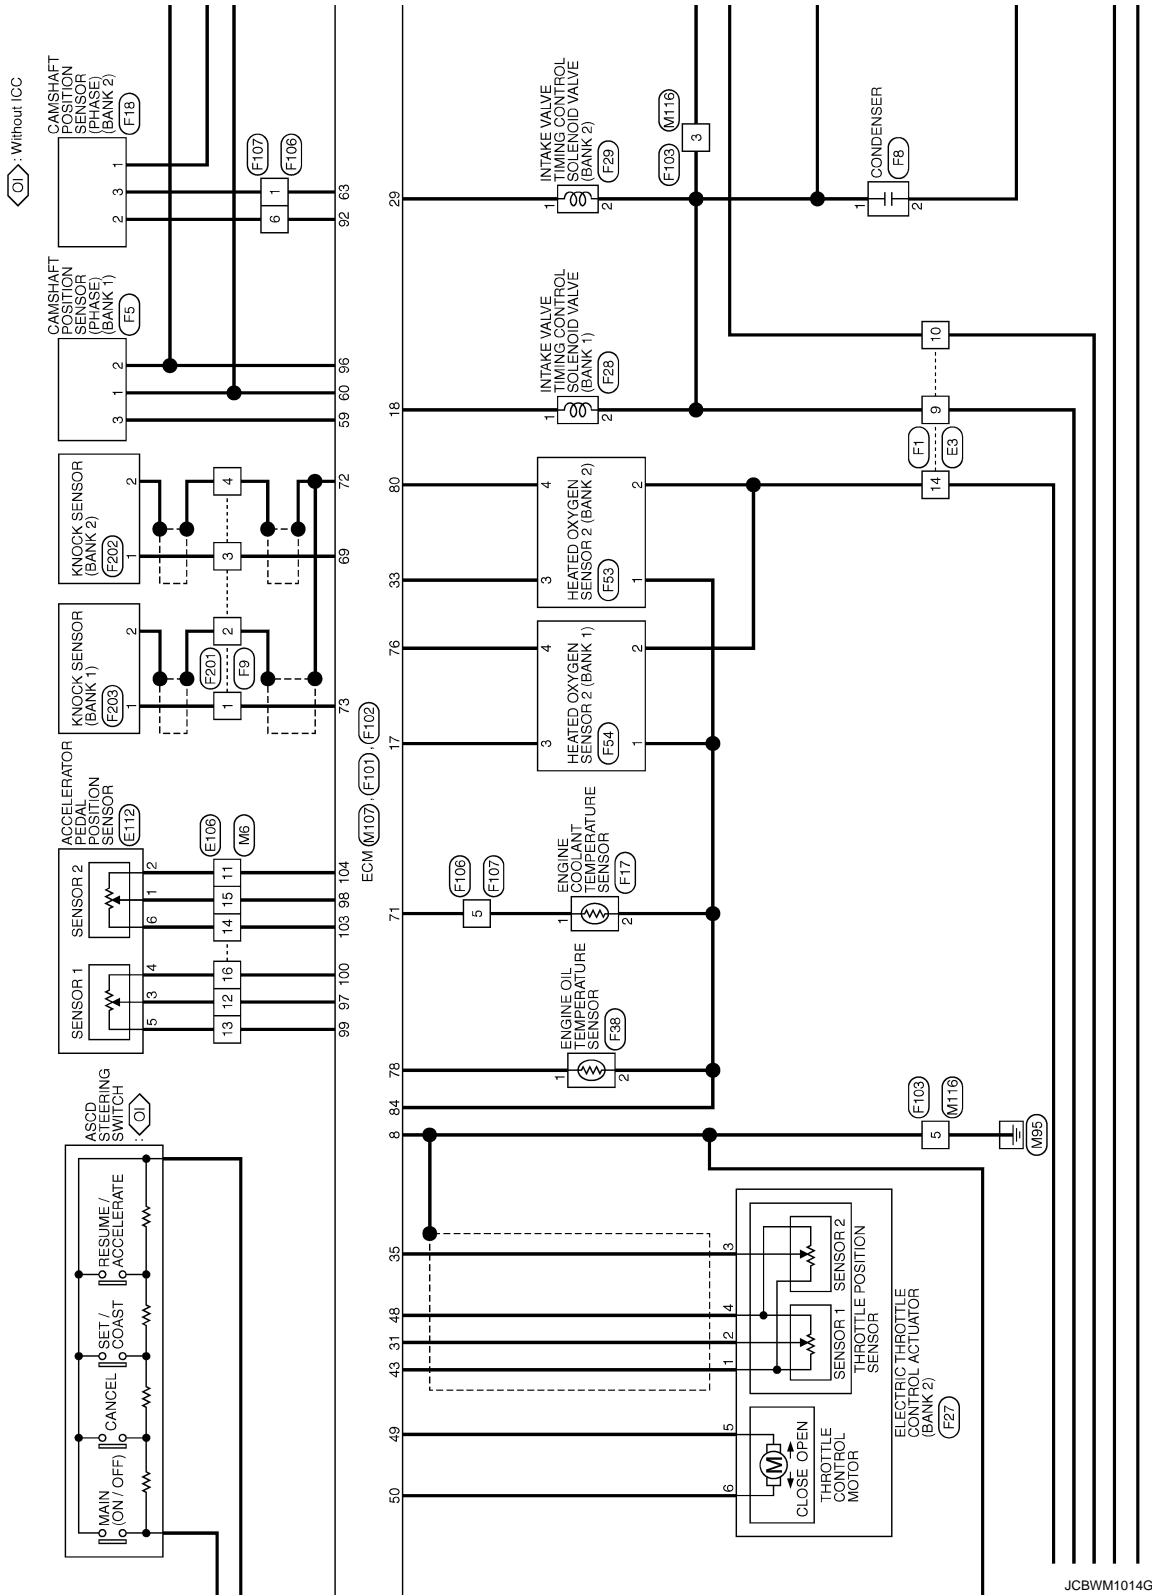 OI : Without ICC
ASCD
STEERING
SWITCH
: OI
MAIN
(ON / OFF)
CANCEL
SET /
COAST
RESUME /
ACCELERATE
ACCELERATOR
PEDAL
POSITION
SENSOR
E112
SENSOR 1
SENSOR 2
5 3 4 6 1 2
E106
M6
13 12 16 14 15 11
99 97 100 103 98 104
KNOCK SENSOR
(BANK 1)
F203
1 2
F201
F9
1 2
73
KNOCK SENSOR
(BANK 2)
F202
1 2
3 4
69 72
CAMSHAFT
POSITION
SENSOR
(PHASE)
(BANK 1)
F5
3 1 2
59 60 96
CAMSHAFT
POSITION
SENSOR
(PHASE)
(BANK 2)
F18
2 3 1
F107
F106
6 1
92 63
ECM M107 , F101 , F102
50 49 43 31 48 35 8 84 78 71 17 76 33 80 18 29
6 5 1 2 4 3
CLOSE OPEN
M
THROTTLE
CONTROL
MOTOR
SENSOR 1
SENSOR 2
THROTTLE POSITION
SENSOR
ELECTRIC THROTTLE
CONTROL ACTUATOR
(BANK 2)
F27
F103
M116
5
M95
ENGINE OIL
TEMPERATURE
SENSOR
F38
1
2
F106
F107
5
ENGINE
COOLANT
TEMPERATURE
SENSOR
F17
1
2
HEATED OXYGEN
SENSOR 2 (BANK 1)
F54
3 4
1 2
HEATED OXYGEN
SENSOR 2 (BANK 2)
F53
3 4
1 2
INTAKE VALVE
TIMING CONTROL
SOLENOID VALVE
(BANK 1)
F28
1
2
INTAKE VALVE
TIMING CONTROL
SOLENOID VALVE
(BANK 2)
F29
1
2
F103
M116
3
CONDENSER
F8
1
2
F1
E3
14 9 10
JCBWM1014G